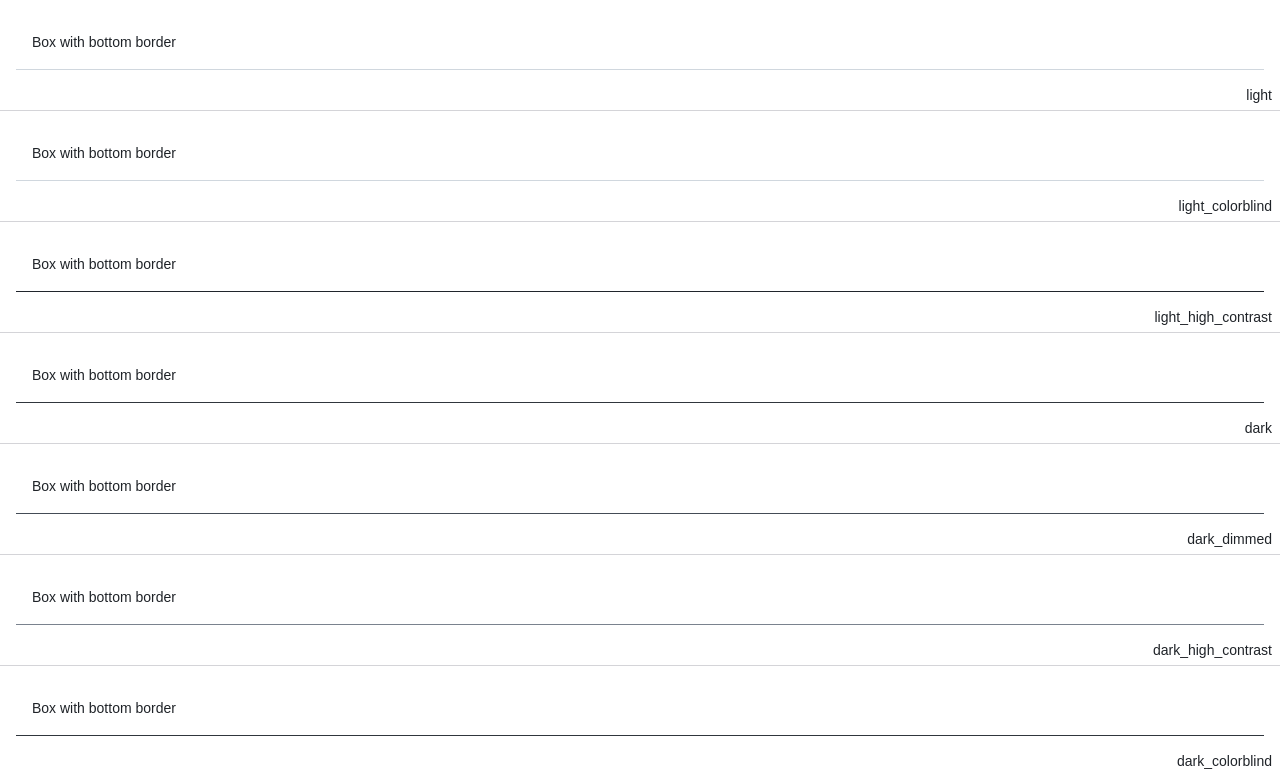 Box with bottom border
light
Box with bottom border
light_colorblind
Box with bottom border
light_high_contrast
Box with bottom border
dark
Box with bottom border
dark_dimmed
Box with bottom border
dark_high_contrast
Box with bottom border
dark_colorblind